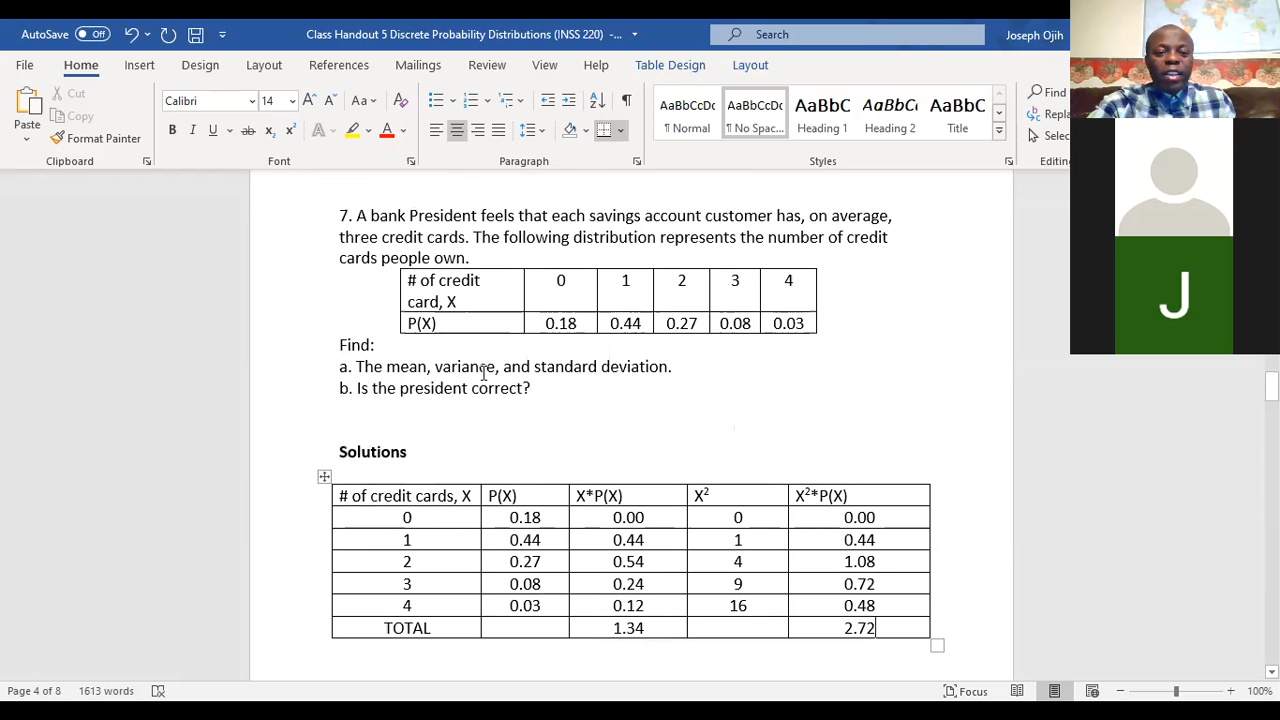 AutoSave Off Class Handout 5 Discrete Probability Distributions (INSS 220) -... Search Joseph Ojih
File Home Insert Design Layout References Mailings Review View Help Table Design Layout
Paste Cut Copy Format Painter
Calibri 14 A A Aa A
B I U ab x2 x2 A A
AaBbCcDc AaBbCcDc AaBbC AaBbCc AaBbC
¶ Normal ¶ No Spac... Heading 1 Heading 2 Title
Find
Repla
Selec
Clipboard Font Paragraph Styles Editing
7. A bank President feels that each savings account customer has, on average,
three credit cards. The following distribution represents the number of credit
cards people own.
# of credit card, X 0 1 2 3 4
P(X) 0.18 0.44 0.27 0.08 0.03
Find:
a. The mean, variance, and standard deviation.
b. Is the president correct?
Solutions
# of credit cards, X P(X) X*P(X) X² X²*P(X)
0 0.18 0.00 0 0.00
1 0.44 0.44 1 0.44
2 0.27 0.54 4 1.08
3 0.08 0.24 9 0.72
4 0.03 0.12 16 0.48
TOTAL 1.34 2.72
J
Page 4 of 8 1613 words Focus 100%